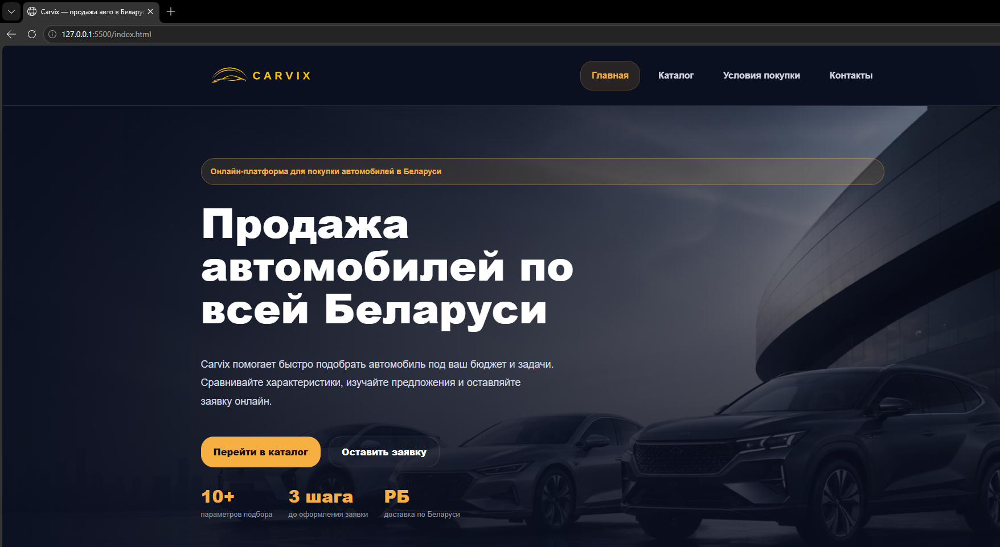 Carvix — продажа авто в Беларус
127.0.0.1:5500/index.html
CARVIX
Главная
Каталог
Условия покупки
Контакты
Онлайн-платформа для покупки автомобилей в Беларуси
Продажа
автомобилей по
всей Беларуси
Carvix помогает быстро подобрать автомобиль под ваш бюджет и задачи.
Сравнивайте характеристики, изучайте предложения и оставляйте
заявку онлайн.
Перейти в каталог
Оставить заявку
10+
3 шага
РБ
параметров подбора
до оформления заявки
доставка по Беларуси